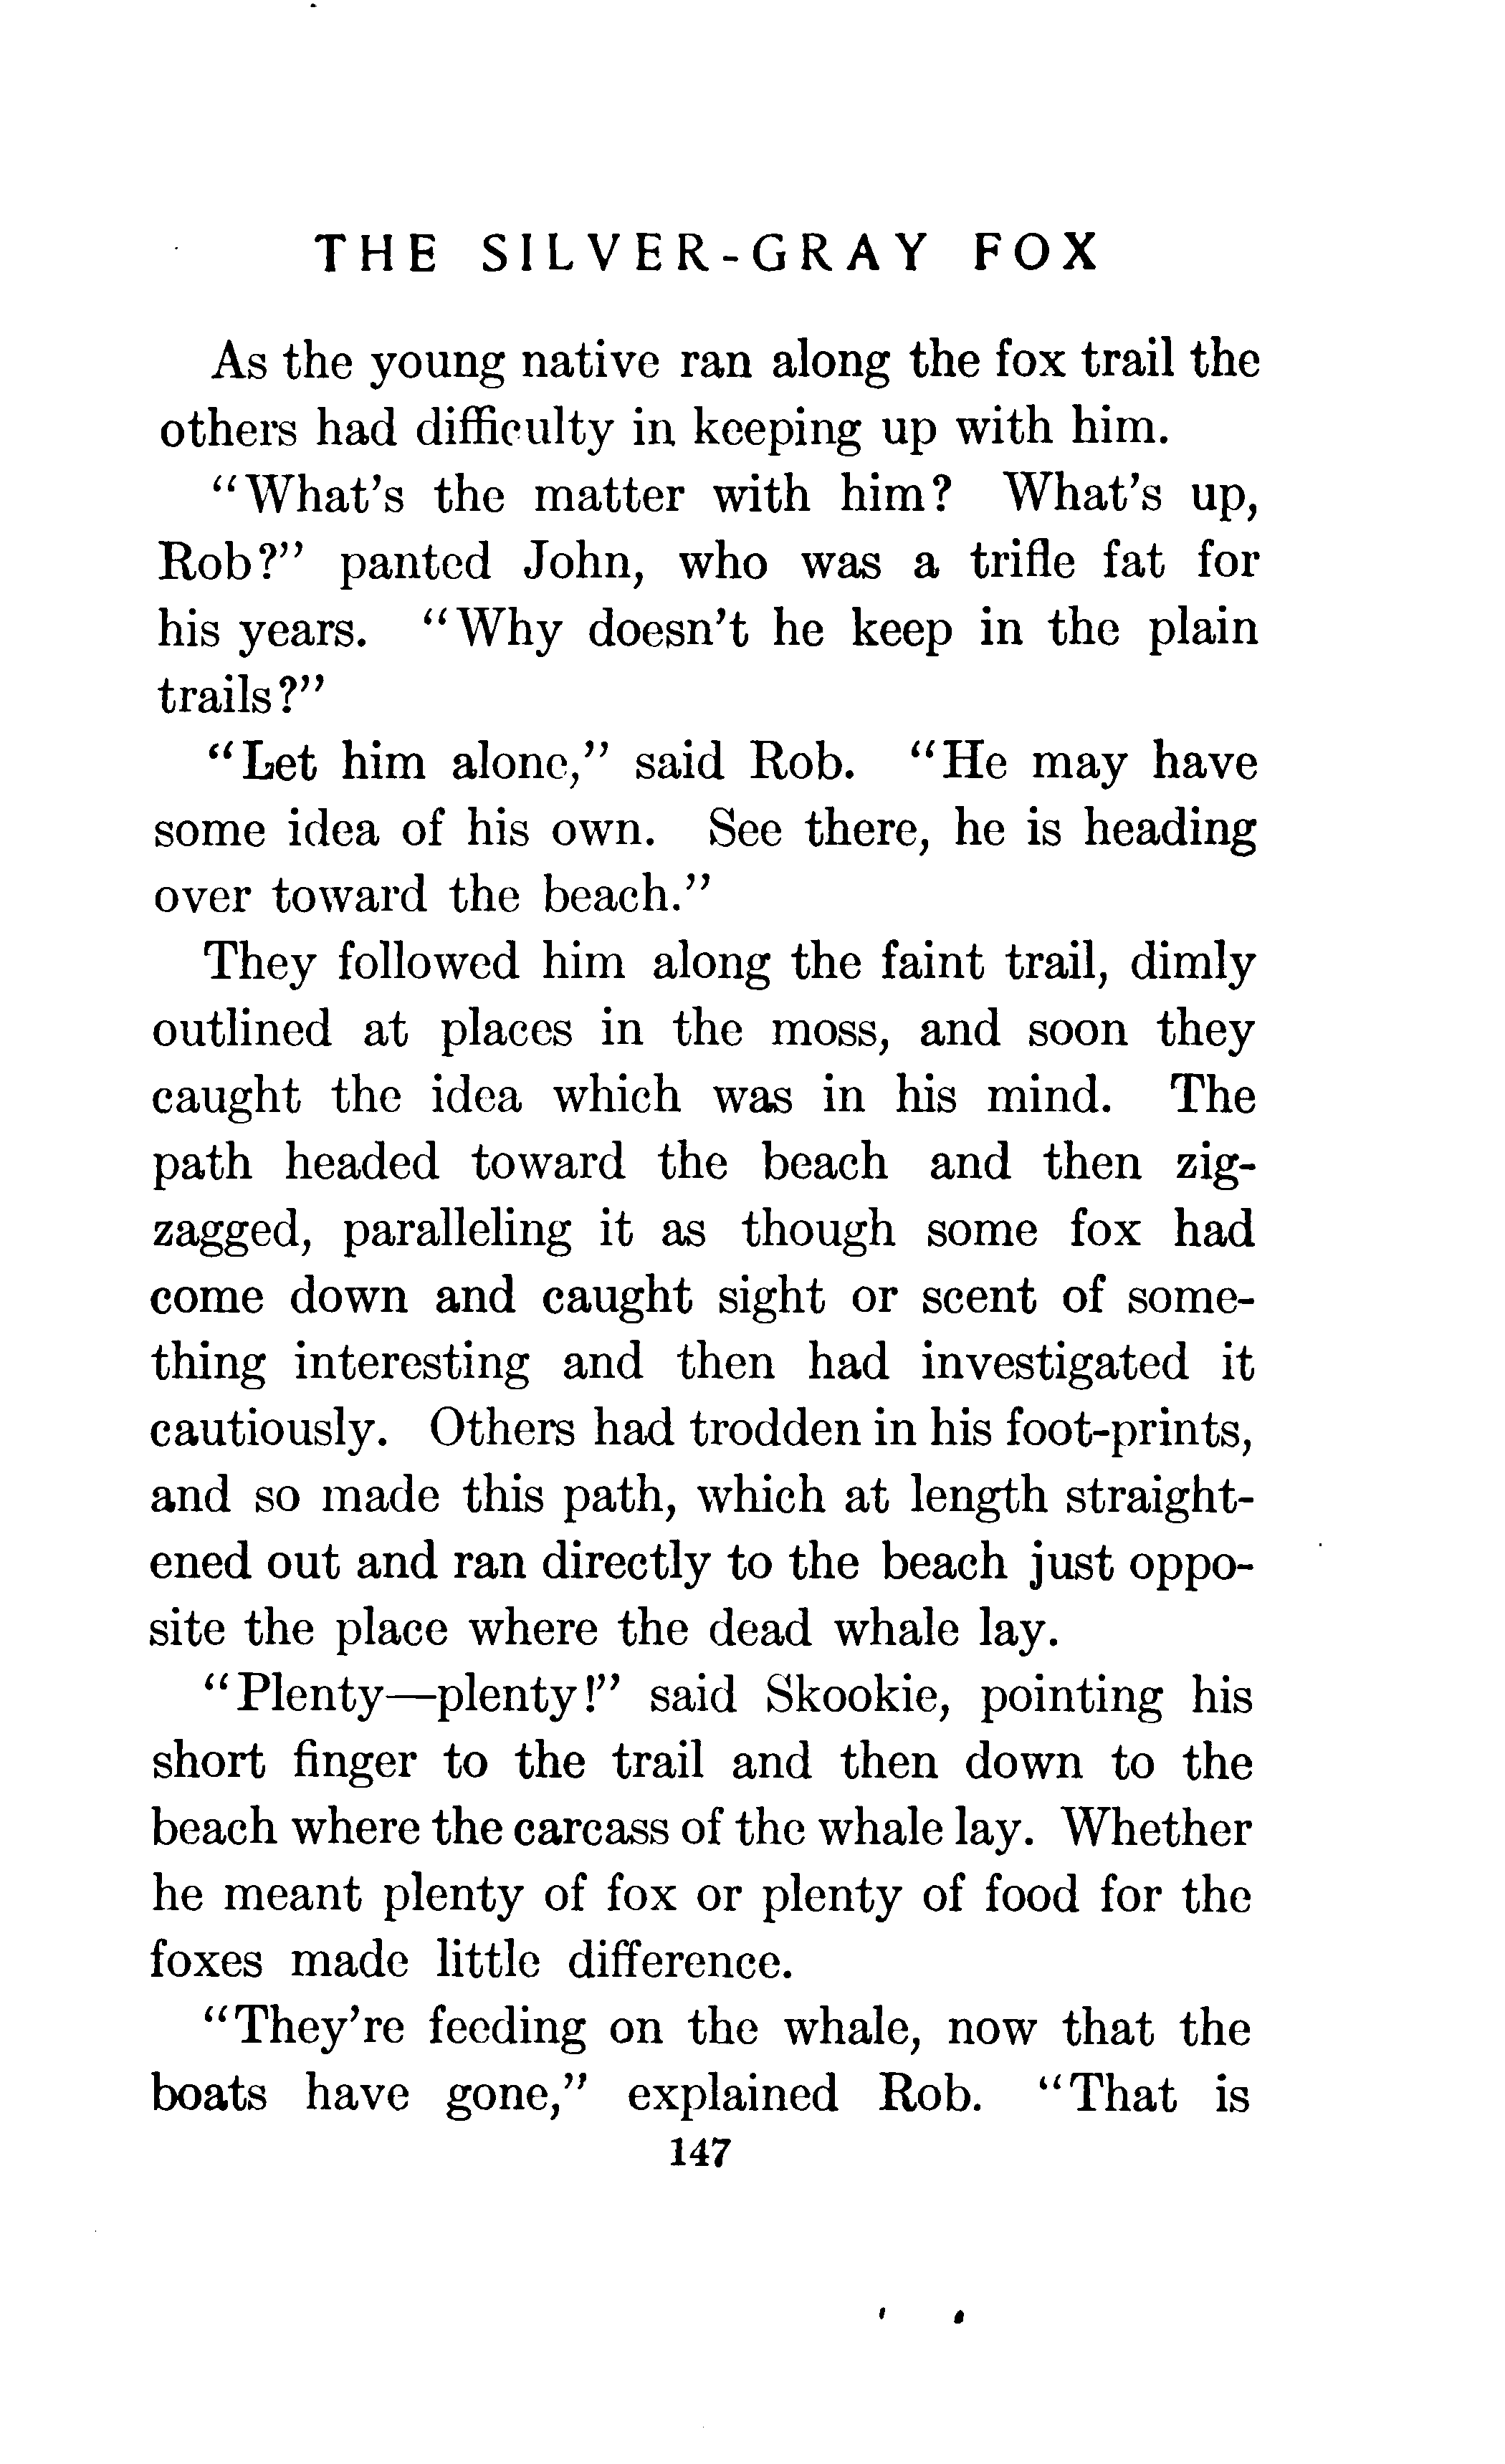 THE SILVER-GRAY FOX
As the young native ran along the fox trail the
others had difficulty in keeping up with him.
"What's the matter with him? What's up,
Rob?" panted John, who was a trifle fat for
his years. "Why doesn't he keep in the plain
trails?"
"Let him alone," said Rob. "He may have
some idea of his own. See there, he is heading
over toward the beach."
They followed him along the faint trail, dimly
outlined at places in the moss, and soon they
caught the idea which was in his mind. The
path headed toward the beach and then zig-
zagged, paralleling it as though some fox had
come down and caught sight or scent of some-
thing interesting and then had investigated it
cautiously. Others had trodden in his foot-prints,
and so made this path, which at length straight-
ened out and ran directly to the beach just oppo-
site the place where the dead whale lay.
"Plenty—plenty!" said Skookie, pointing his
short finger to the trail and then down to the
beach where the carcass of the whale lay. Whether
he meant plenty of fox or plenty of food for the
foxes made little difference.
"They're feeding on the whale, now that the
boats have gone," explained Rob. "That is
147